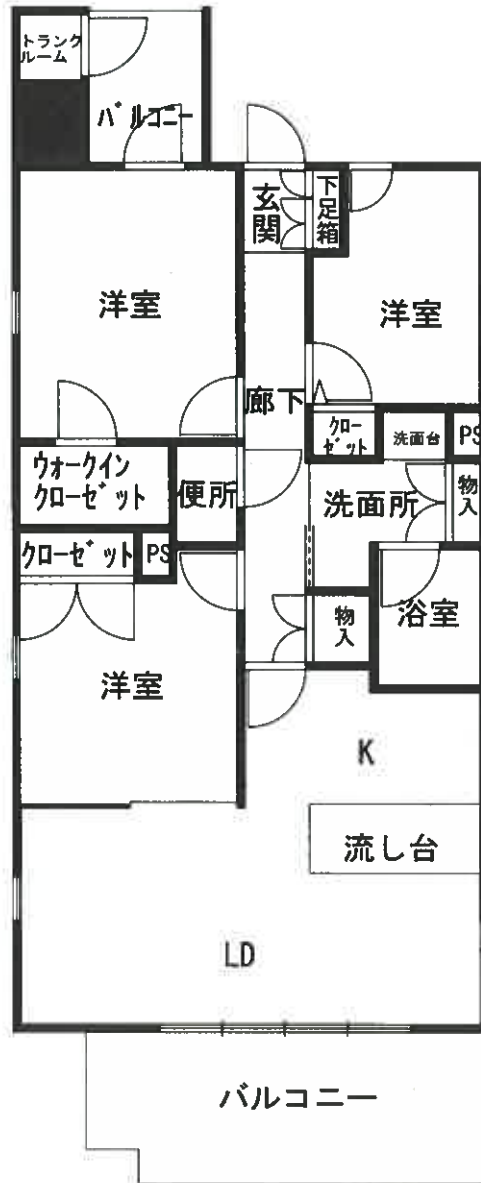 トランク
ルーム
バルコニー
玄
関
下
足
箱
洋室
洋室
廊下
クロー
ゼット
洗面台
PS
ウォークイン
クローゼット
便所
洗面所
物
入
クローゼット
PS
物
入
浴室
洋室
K
流し台
LD
バルコニー